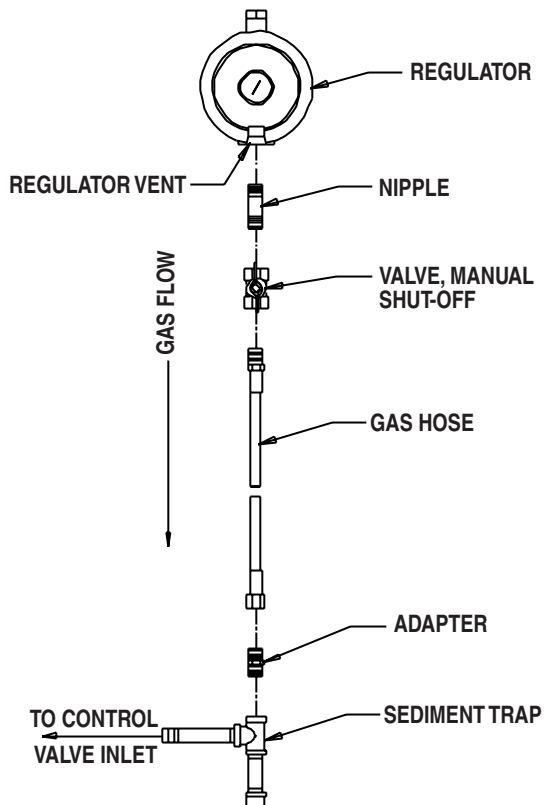 REGULATOR
REGULATOR VENT
NIPPLE
VALVE, MANUAL
SHUT-OFF
GAS FLOW
GAS HOSE
ADAPTER
SEDIMENT TRAP
TO CONTROL
VALVE INLET